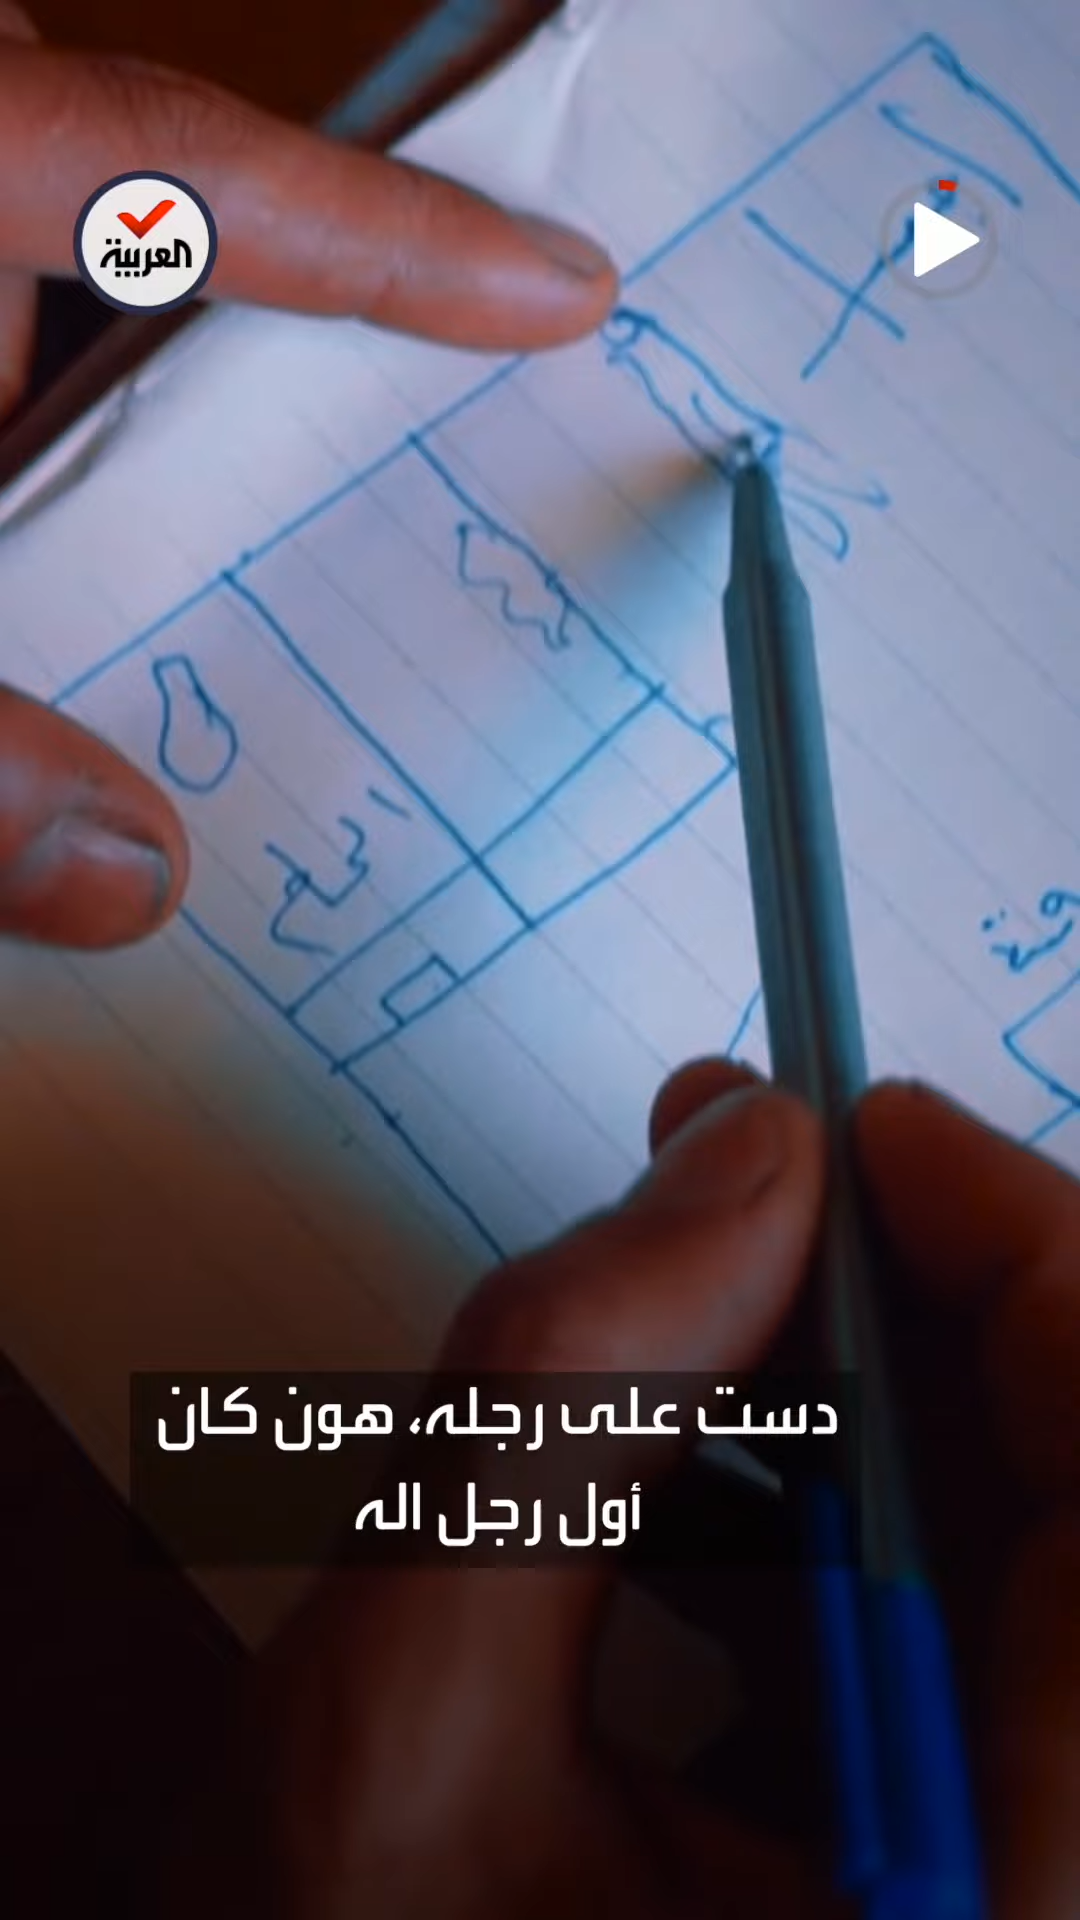 العربية
دست على رجله، هون كان
أول رجل اله